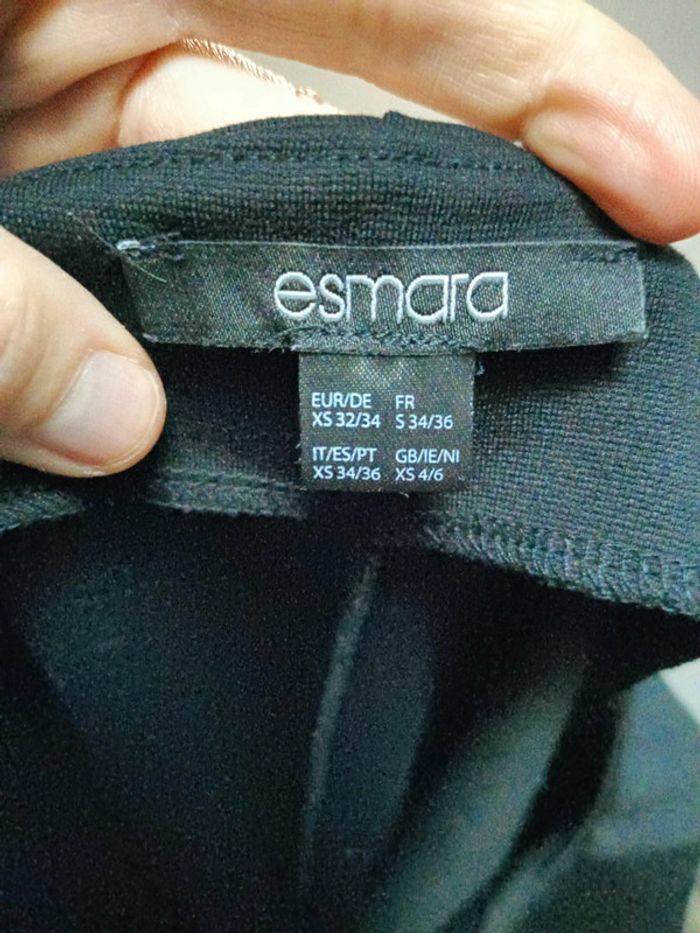 esmara
EUR/DE FR
XS 32/34 S 34/36
IT/ES/PT GB/IE/NI
XS 34/36 XS 4/6